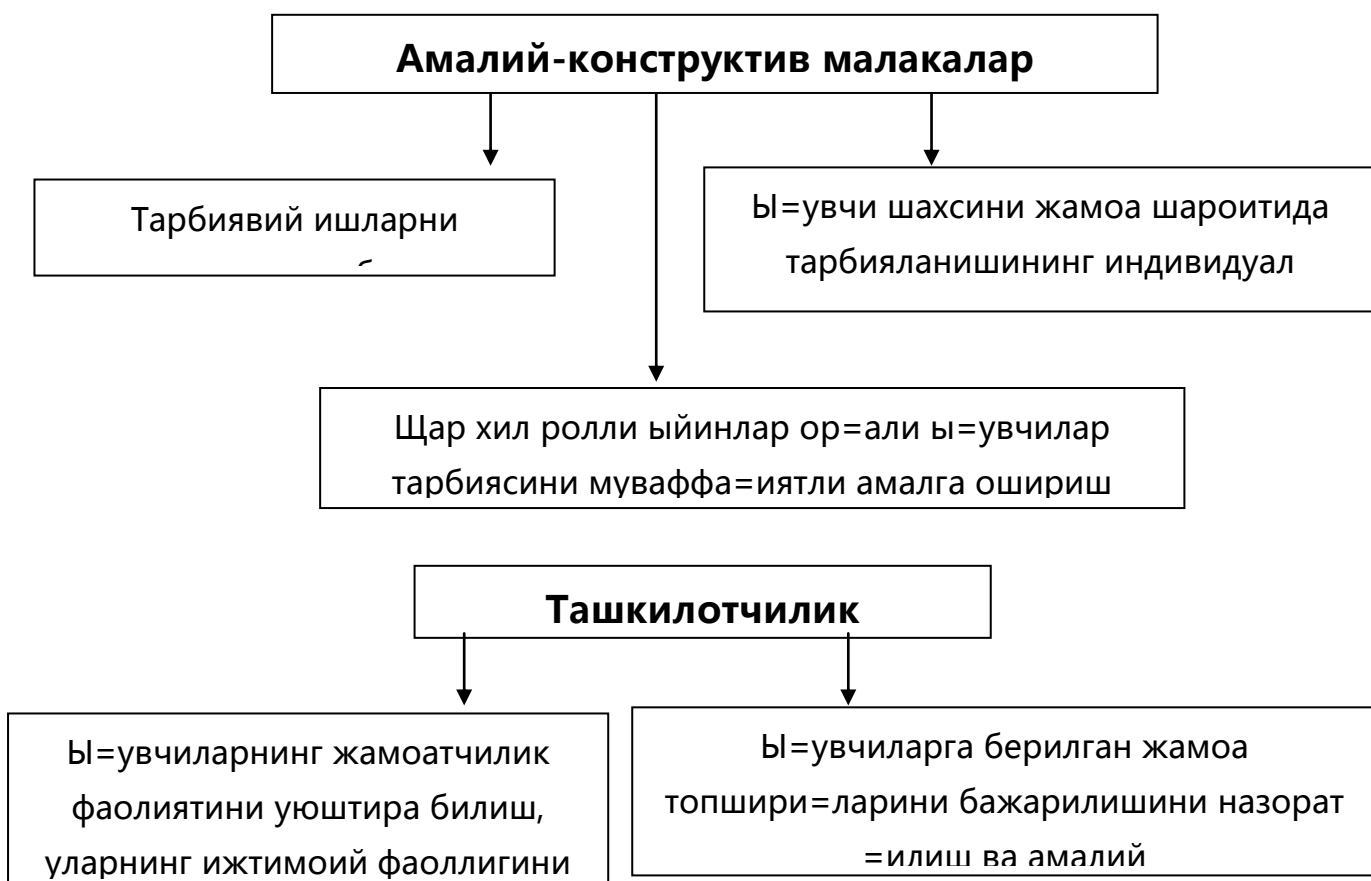 Амалий-конструктив малакалар
Тарбиявий ишларни
Ы=увчи шахсини жамоа шароитида
тарбияланишининг индивидуал
Щар хил ролли ыйинлар ор=али ы=увчилар
тарбиясини муваффа=иятли амалга ошириш
Ташкилотчилик
Ы=увчиларнинг жамоатчилик
фаолиятини уюштира билиш,
уларнинг ижтимоий фаоллигини
Ы=увчиларга берилган жамоа
топшири=ларини бажарилишини назорат
=илиш ва амалий